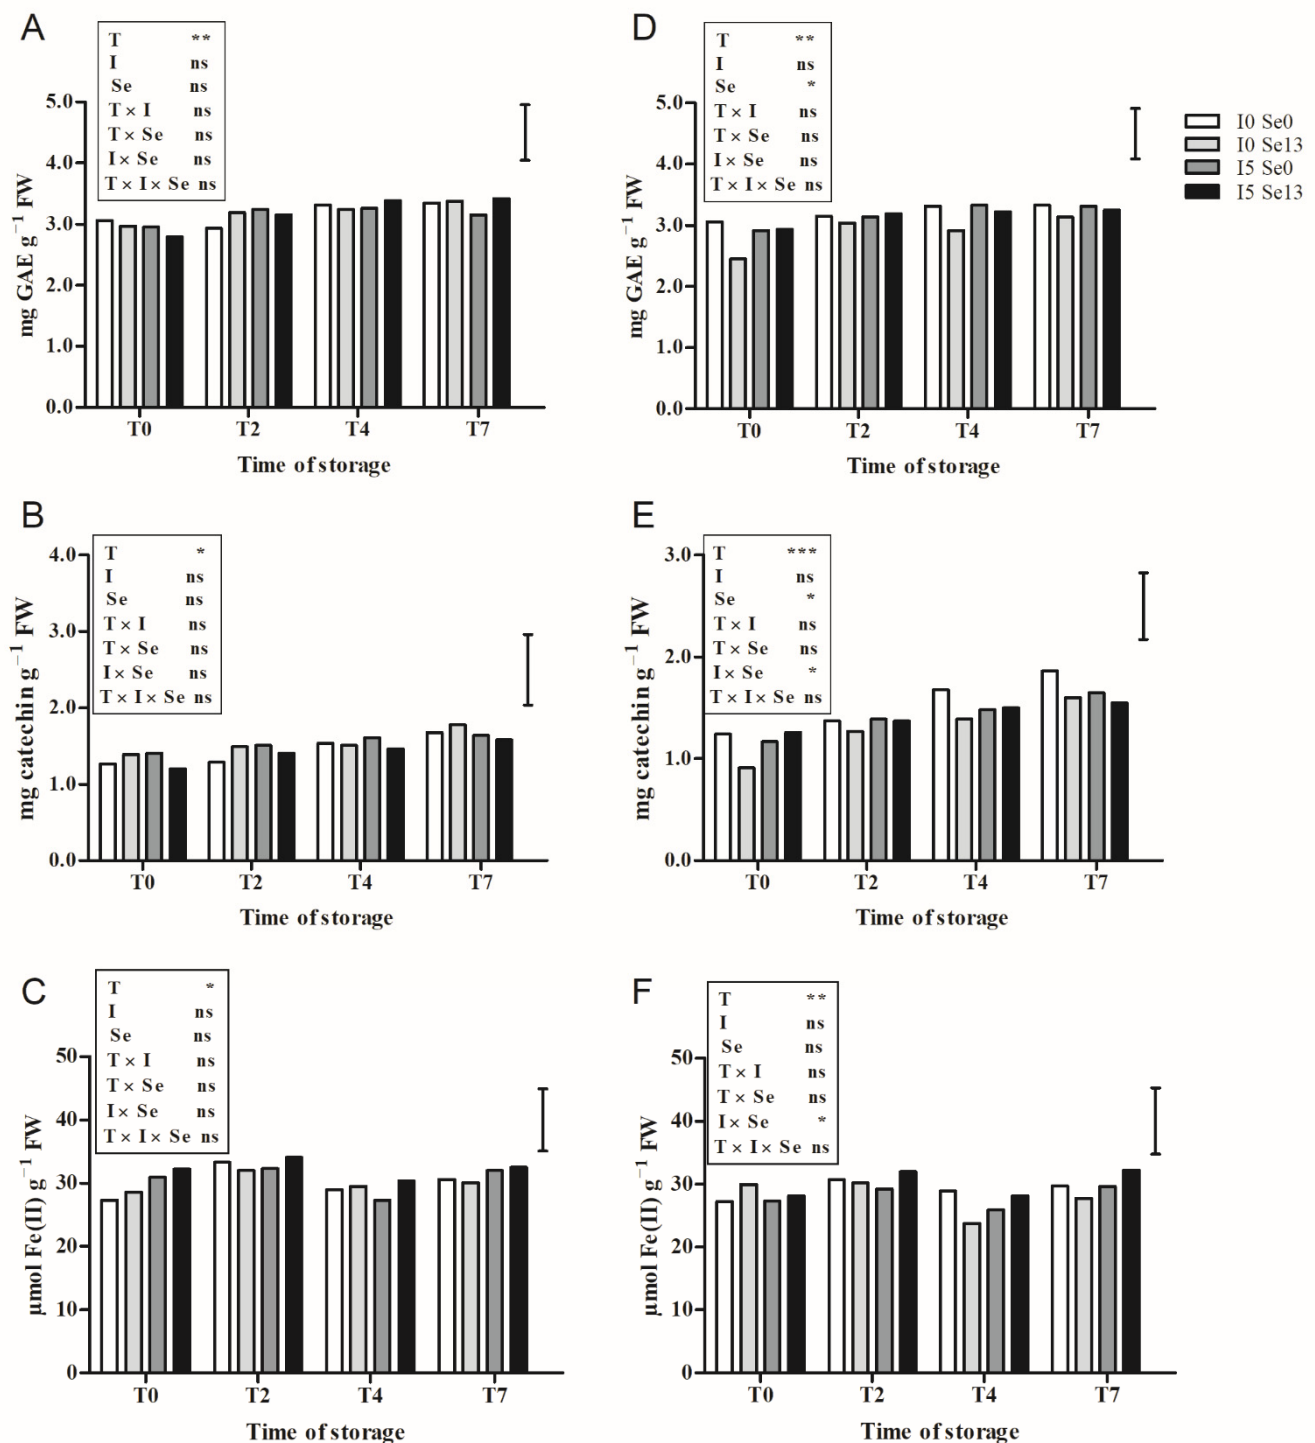 A
T **
I ns
Se ns
T × I ns
T × Se ns
I × Se ns
T × I × Se ns
5.0
4.0
3.0
2.0
1.0
0.0
mg GAE g⁻¹ FW
T0 T2 T4 T7
Time of storage
D
T **
I ns
Se *
T × I ns
T × Se ns
I × Se ns
T × I × Se ns
5.0
4.0
3.0
2.0
1.0
0.0
mg GAE g⁻¹ FW
T0 T2 T4 T7
Time of storage
I0 Se0
I0 Se13
I5 Se0
I5 Se13
B
T *
I ns
Se ns
T × I ns
T × Se ns
I × Se ns
T × I × Se ns
4.0
3.0
2.0
1.0
0.0
mg catechin g⁻¹ FW
T0 T2 T4 T7
Time of storage
E
T ***
I ns
Se *
T × I ns
T × Se ns
I × Se *
T × I × Se ns
3.0
2.0
1.0
0.0
mg catechin g⁻¹ FW
T0 T2 T4 T7
Time of storage
C
T *
I ns
Se ns
T × I ns
T × Se ns
I × Se ns
T × I × Se ns
50
40
30
20
10
0
µmol Fe(II) g⁻¹ FW
T0 T2 T4 T7
Time of storage
F
T **
I ns
Se ns
T × I ns
T × Se ns
I × Se *
T × I × Se ns
50
40
30
20
10
0
µmol Fe(II) g⁻¹ FW
T0 T2 T4 T7
Time of storage